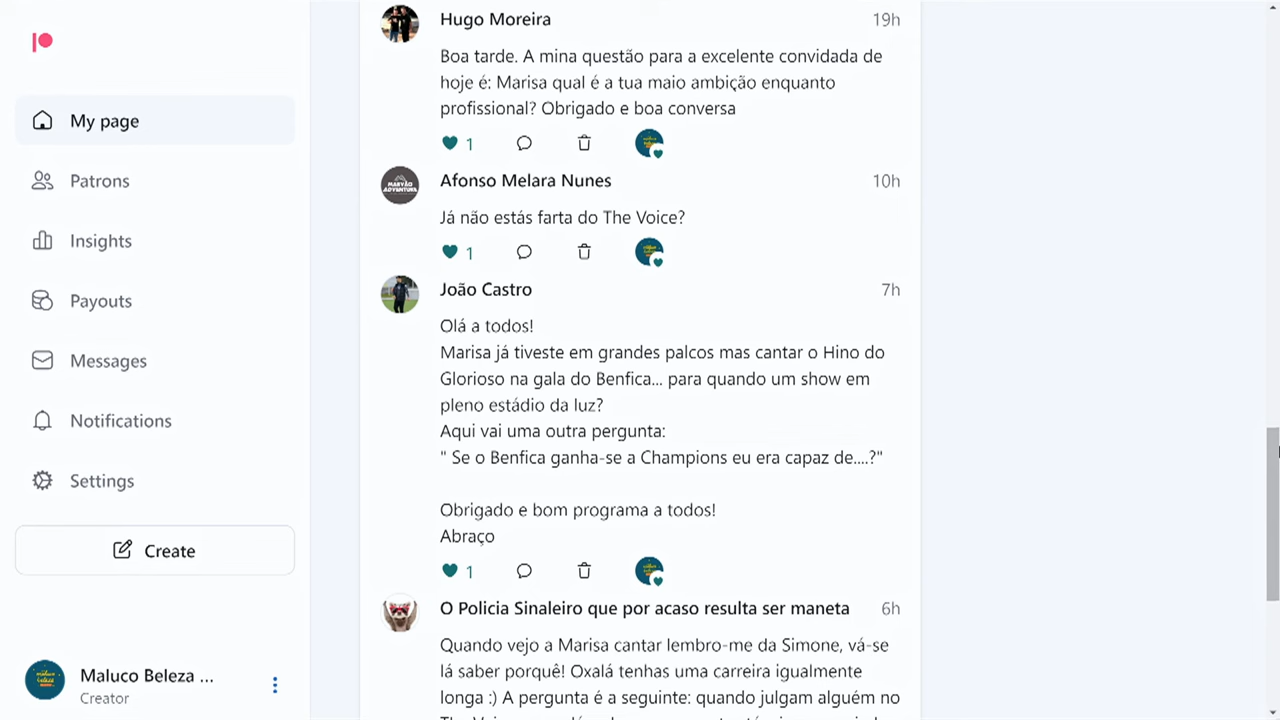 My page
Patrons
Insights
Payouts
Messages
Notifications
Settings
Create
Maluco Beleza ...
Creator
Hugo Moreira 19h
Boa tarde. A mina questão para a excelente convidada de
hoje é: Marisa qual é a tua maio ambição enquanto
profissional? Obrigado e boa conversa
1
Afonso Melara Nunes 10h
Já não estás farta do The Voice?
1
João Castro 7h
Olá a todos!
Marisa já tiveste em grandes palcos mas cantar o Hino do
Glorioso na gala do Benfica... para quando um show em
pleno estádio da luz?
Aqui vai uma outra pergunta:
" Se o Benfica ganha-se a Champions eu era capaz de....?"
Obrigado e bom programa a todos!
Abraço
1
O Policia Sinaleiro que por acaso resulta ser maneta 6h
Quando vejo a Marisa cantar lembro-me da Simone, vá-se
lá saber porquê! Oxalá tenhas uma carreira igualmente
longa :) A pergunta é a seguinte: quando julgam alguém no